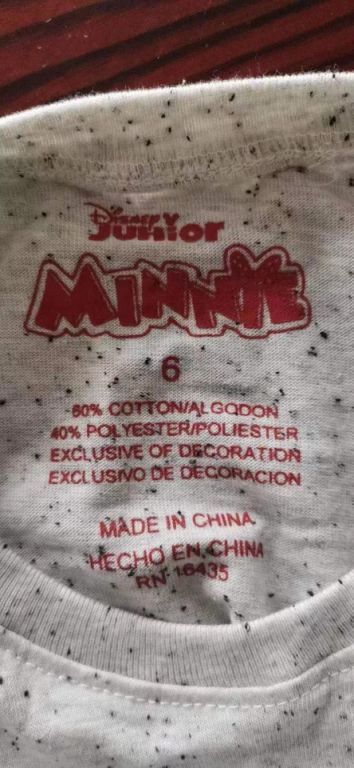 Disney
Junior
MINNIE
6
60% COTTON/ALGODON
40% POLYESTER/POLIESTER
EXCLUSIVE OF DECORATION
EXCLUSIVO DE DECORACION
MADE IN CHINA
HECHO EN CHINA
RN 16435